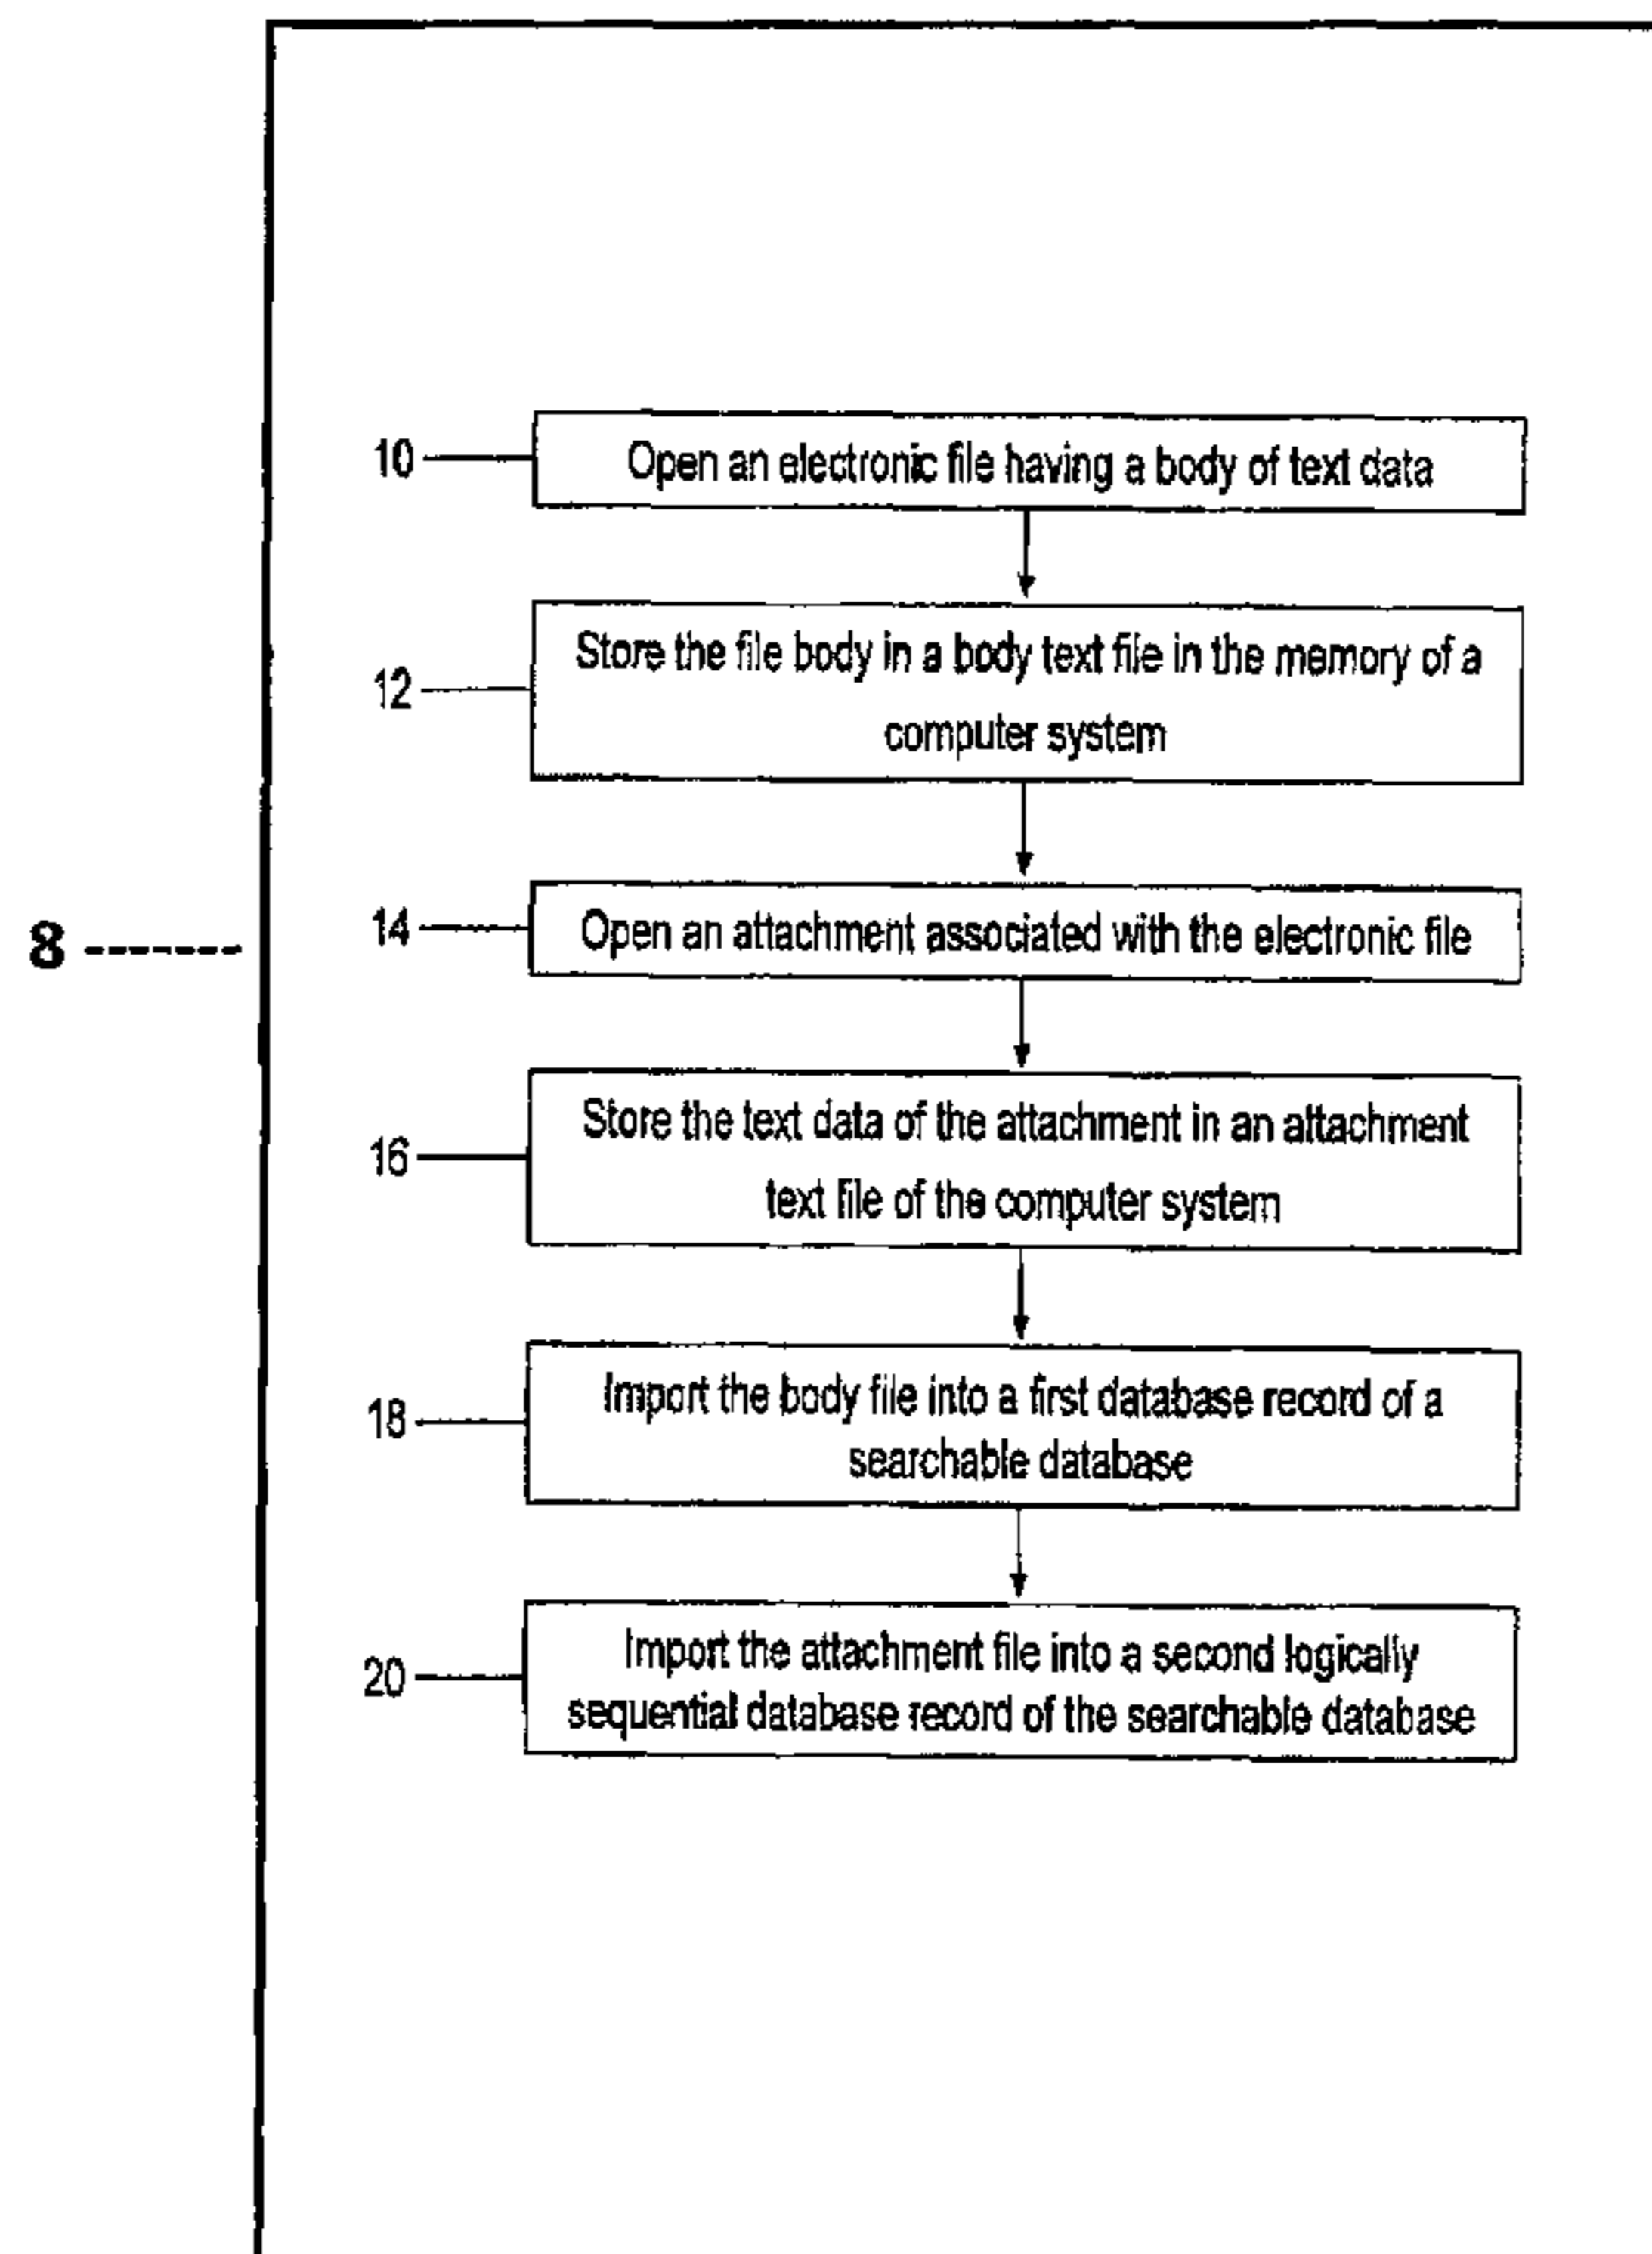 10
Open an electronic file having a body of text data
12
Store the file body in a body text file in the memory of a
computer system
8
14
Open an attachment associated with the electronic file
16
Store the text data of the attachment in an attachment
text file of the computer system
18
Import the body file into a first database record of a
searchable database
20
Import the attachment file into a second logically
sequential database record of the searchable database